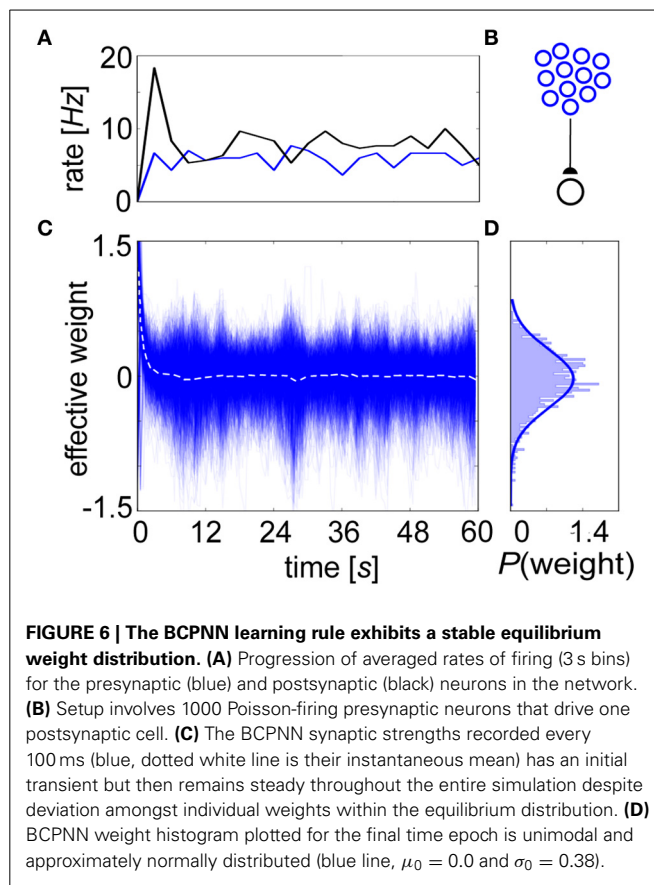 A
B
20
10
0
rate [Hz]
C
D
1.5
0
-1.5
effective weight
0 12 24 36 48 60
time [s]
0 1.4
P(weight)
FIGURE 6 | The BCPNN learning rule exhibits a stable equilibrium
weight distribution. (A) Progression of averaged rates of firing (3 s bins)
for the presynaptic (blue) and postsynaptic (black) neurons in the network.
(B) Setup involves 1000 Poisson-firing presynaptic neurons that drive one
postsynaptic cell. (C) The BCPNN synaptic strengths recorded every
100 ms (blue, dotted white line is their instantaneous mean) has an initial
transient but then remains steady throughout the entire simulation despite
deviation amongst individual weights within the equilibrium distribution. (D)
BCPNN weight histogram plotted for the final time epoch is unimodal and
approximately normally distributed (blue line, μ₀ = 0.0 and σ₀ = 0.38).